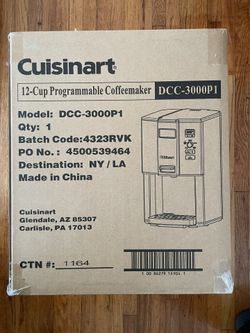 Cuisinart
12-Cup Programmable Coffeemaker DCC-3000P1
Model: DCC-3000P1
Qty: 1
Batch Code:4323RVK
PO No.: 4500539464
Destination: NY / LA
Made in China
Cuisinart
Cuisinart
Glendale, AZ 85307
Carlisle, PA 17013
CTN #: 1164